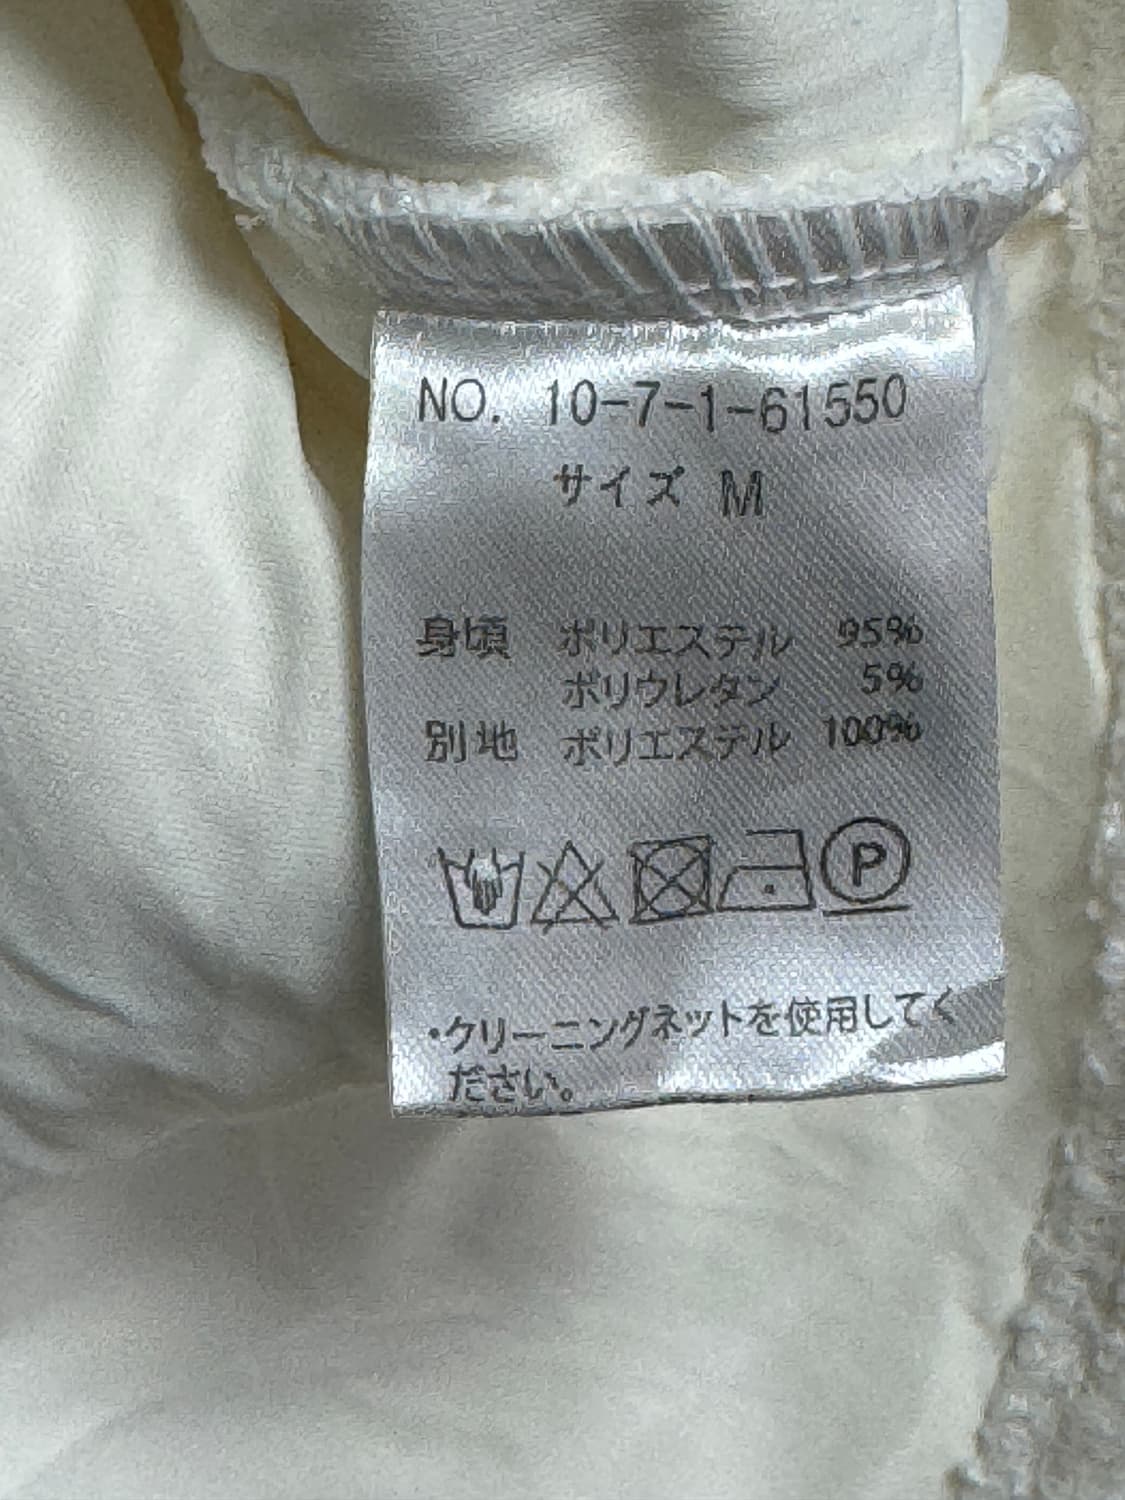 NO. 10-7-1-61550
サイズ M
身頃 ポリエステル 95%
ポリウレタン 5%
別地 ポリエステル 100%
P
・クリーニングネットを使用してく
ださい。